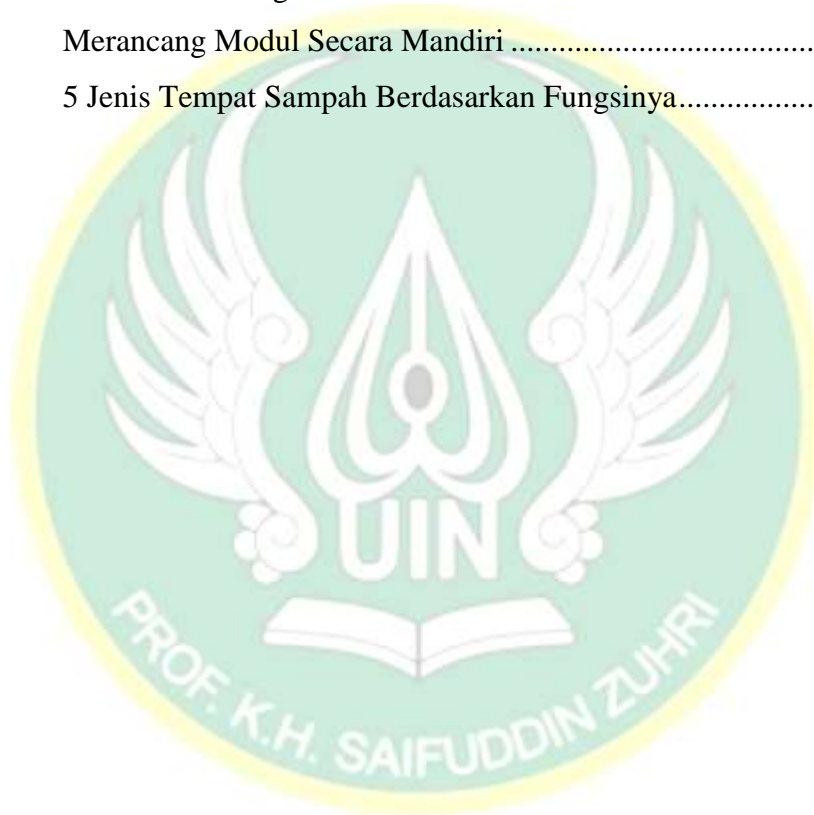 Merancang Modul Secara Mandiri .....................................
5 Jenis Tempat Sampah Berdasarkan Fungsinya.................
UIN
PROF. K.H. SAIFUDDIN ZUHRI